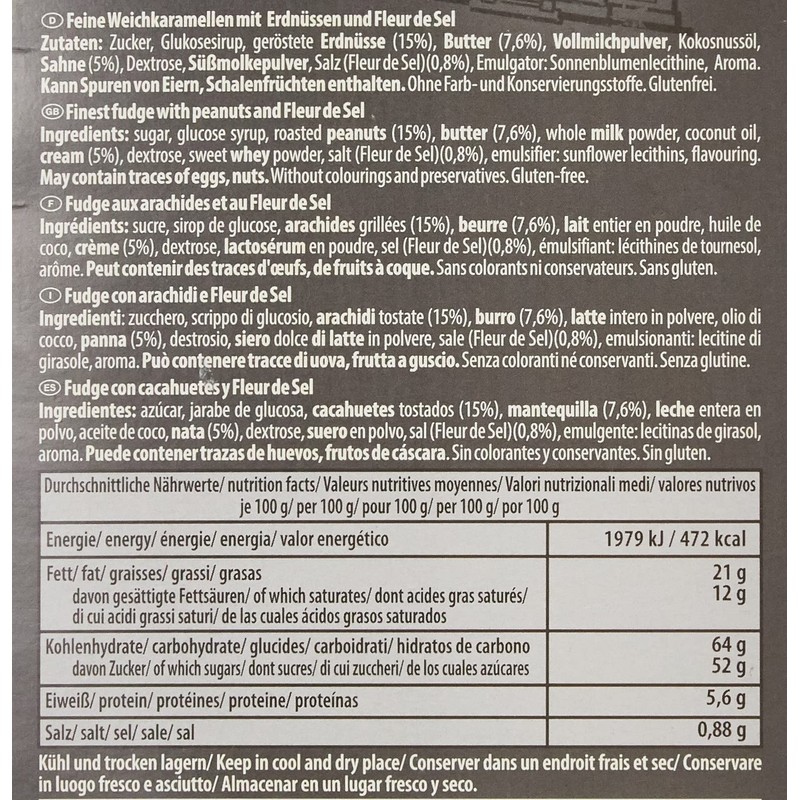 D Feine Weichkaramellen mit Erdnüssen und Fleur de Sel
Zutaten: Zucker, Glukosesirup, geröstete Erdnüsse (15%), Butter (7,6%), Vollmilchpulver, Kokosnussöl,
Sahne (5%), Dextrose, Süßmolkepulver, Salz (Fleur de Sel)(0,8%), Emulgator: Sonnenblumenlecithine, Aroma.
Kann Spuren von Eiern, Schalenfrüchten enthalten. Ohne Farb- und Konservierungsstoffe. Glutenfrei.
GB Finest fudge with peanuts and Fleur de Sel
Ingredients: sugar, glucose syrup, roasted peanuts (15%), butter (7,6%), whole milk powder, coconut oil,
cream (5%), dextrose, sweet whey powder, salt (Fleur de Sel)(0,8%), emulsifier: sunflower lecithins, flavouring.
May contain traces of eggs, nuts. Without colourings and preservatives. Gluten-free.
F Fudge aux arachides et au Fleur de Sel
Ingrédients: sucre, sirop de glucose, arachides grillées (15%), beurre (7,6%), lait entier en poudre, huile de
coco, crème (5%), dextrose, lactosérum en poudre, sel (Fleur de Sel)(0,8%), émulsifiant: lécithines de tournesol,
arôme. Peut contenir des traces d'œufs, de fruits à coque. Sans colorants ni conservateurs. Sans gluten.
I Fudge con arachidi e Fleur de Sel
Ingredienti: zucchero, scrippo di glucosio, arachidi tostate (15%), burro (7,6%), latte intero in polvere, olio di
cocco, panna (5%), destrosio, siero dolce di latte in polvere, sale (Fleur de Sel)(0,8%), emulsionanti: lecitine di
girasole, aroma. Può contenere tracce di uova, frutta a guscio. Senza coloranti né conservanti. Senza glutine.
ES Fudge con cacahuetes y Fleur de Sel
Ingredientes: azúcar, jarabe de glucosa, cacahuetes tostados (15%), mantequilla (7,6%), leche entera en
polvo, aceite de coco, nata (5%), dextrose, suero en polvo, sal (Fleur de Sel)(0,8%), emulgente: lecitinas de girasol,
aroma. Puede contener trazas de huevos, frutos de cáscara. Sin colorantes y conservantes. Sin gluten.
Durchschnittliche Nährwerte/ nutrition facts/ Valeurs nutritives moyennes/ Valori nutrizionali medi/ valores nutrivos
je 100 g/ per 100 g/ pour 100 g/ per 100 g/ por 100 g
Energie/ energy/ énergie/ energia/ valor energético 1979 kJ / 472 kcal
Fett/ fat/ graisses/ grassi/ grasas 21 g
davon gesättigte Fettsäuren/ of which saturates/ dont acides gras saturés/ 12 g
di cui acidi grassi saturi/ de las cuales ácidos grasos saturados
Kohlenhydrate/ carbohydrate/ glucides/ carboidrati/ hidratos de carbono 64 g
davon Zucker/ of which sugars/ dont sucres/ di cui zuccheri/ de los cuales azúcares 52 g
Eiweiß/ protein/ protéines/ proteine/ proteínas 5,6 g
Salz/ salt/ sel/ sale/ sal 0,88 g
Kühl und trocken lagern/ Keep in cool and dry place/ Conserver dans un endroit frais et sec/ Conservare
in luogo fresco e asciutto/ Almacenar en un lugar fresco y seco.